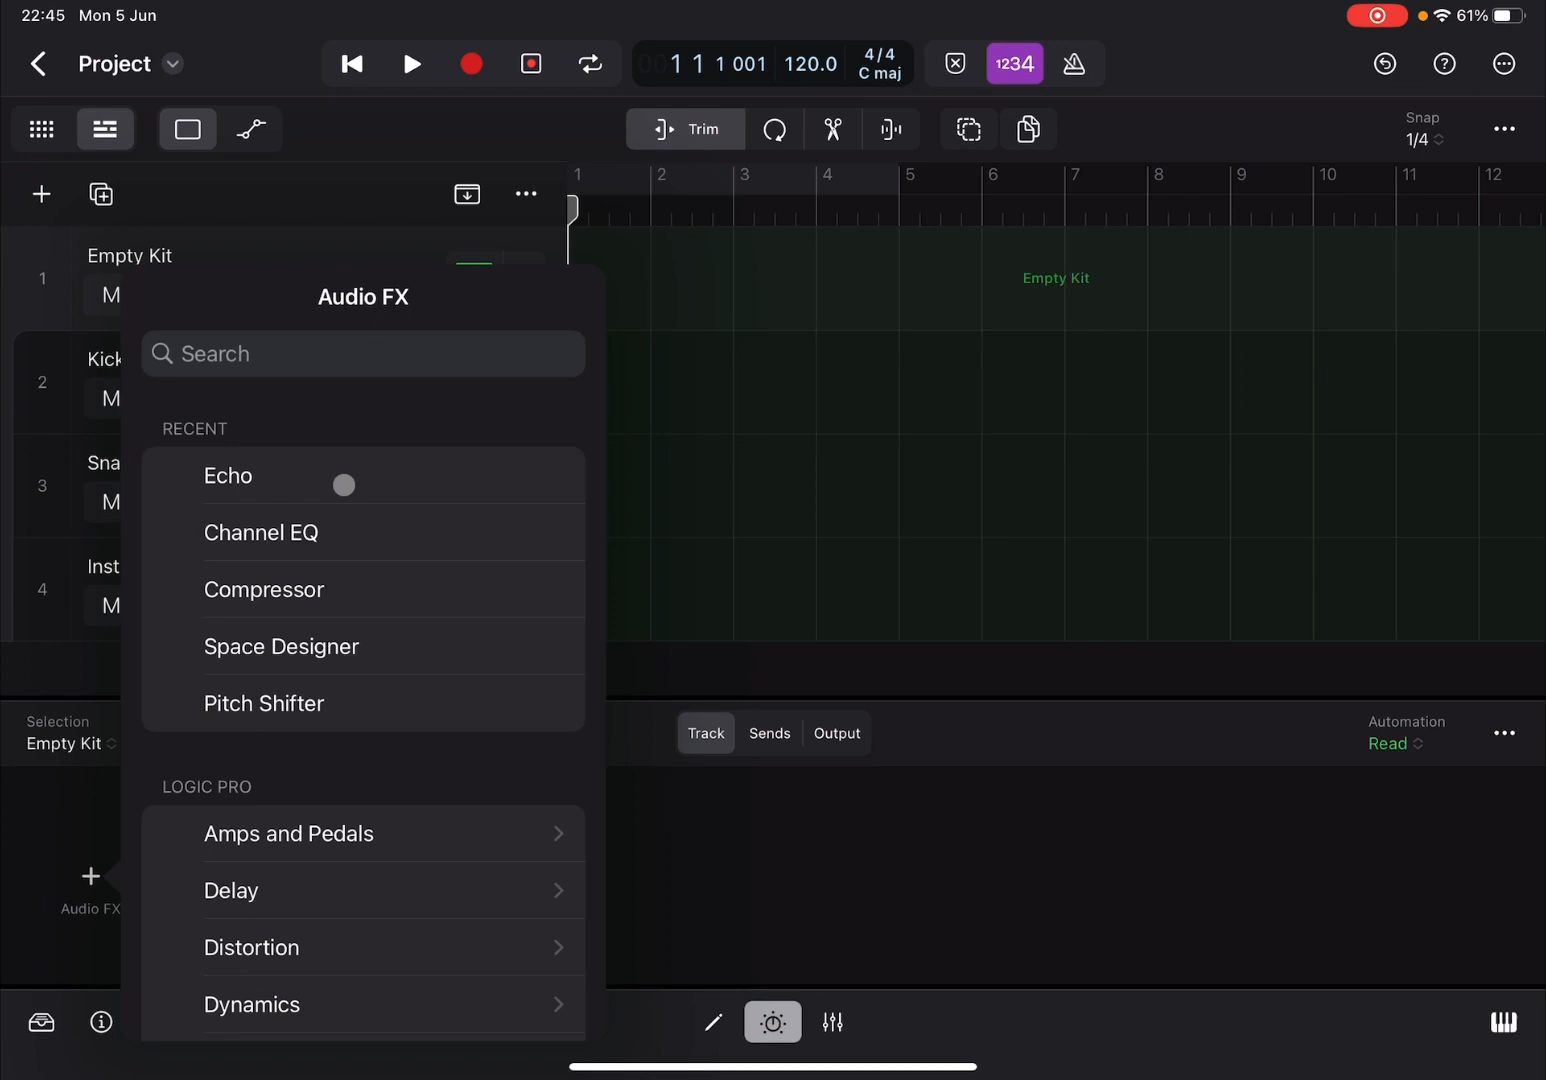 22:45 Mon 5 Jun
61%
Project
001 1 1 001 120.0 4/4 C maj
1234
Trim
Snap
1/4
1 2 3 4 5 6 7 8 9 10 11 12
Empty Kit
1
M
Empty Kit
Audio FX
Search
2
Kick
M
RECENT
3
Sna
M
Echo
Channel EQ
4
Inst
M
Compressor
Space Designer
Pitch Shifter
Selection
Empty Kit
Track Sends Output
Automation
Read
LOGIC PRO
Amps and Pedals
Delay
Audio FX
Distortion
Dynamics